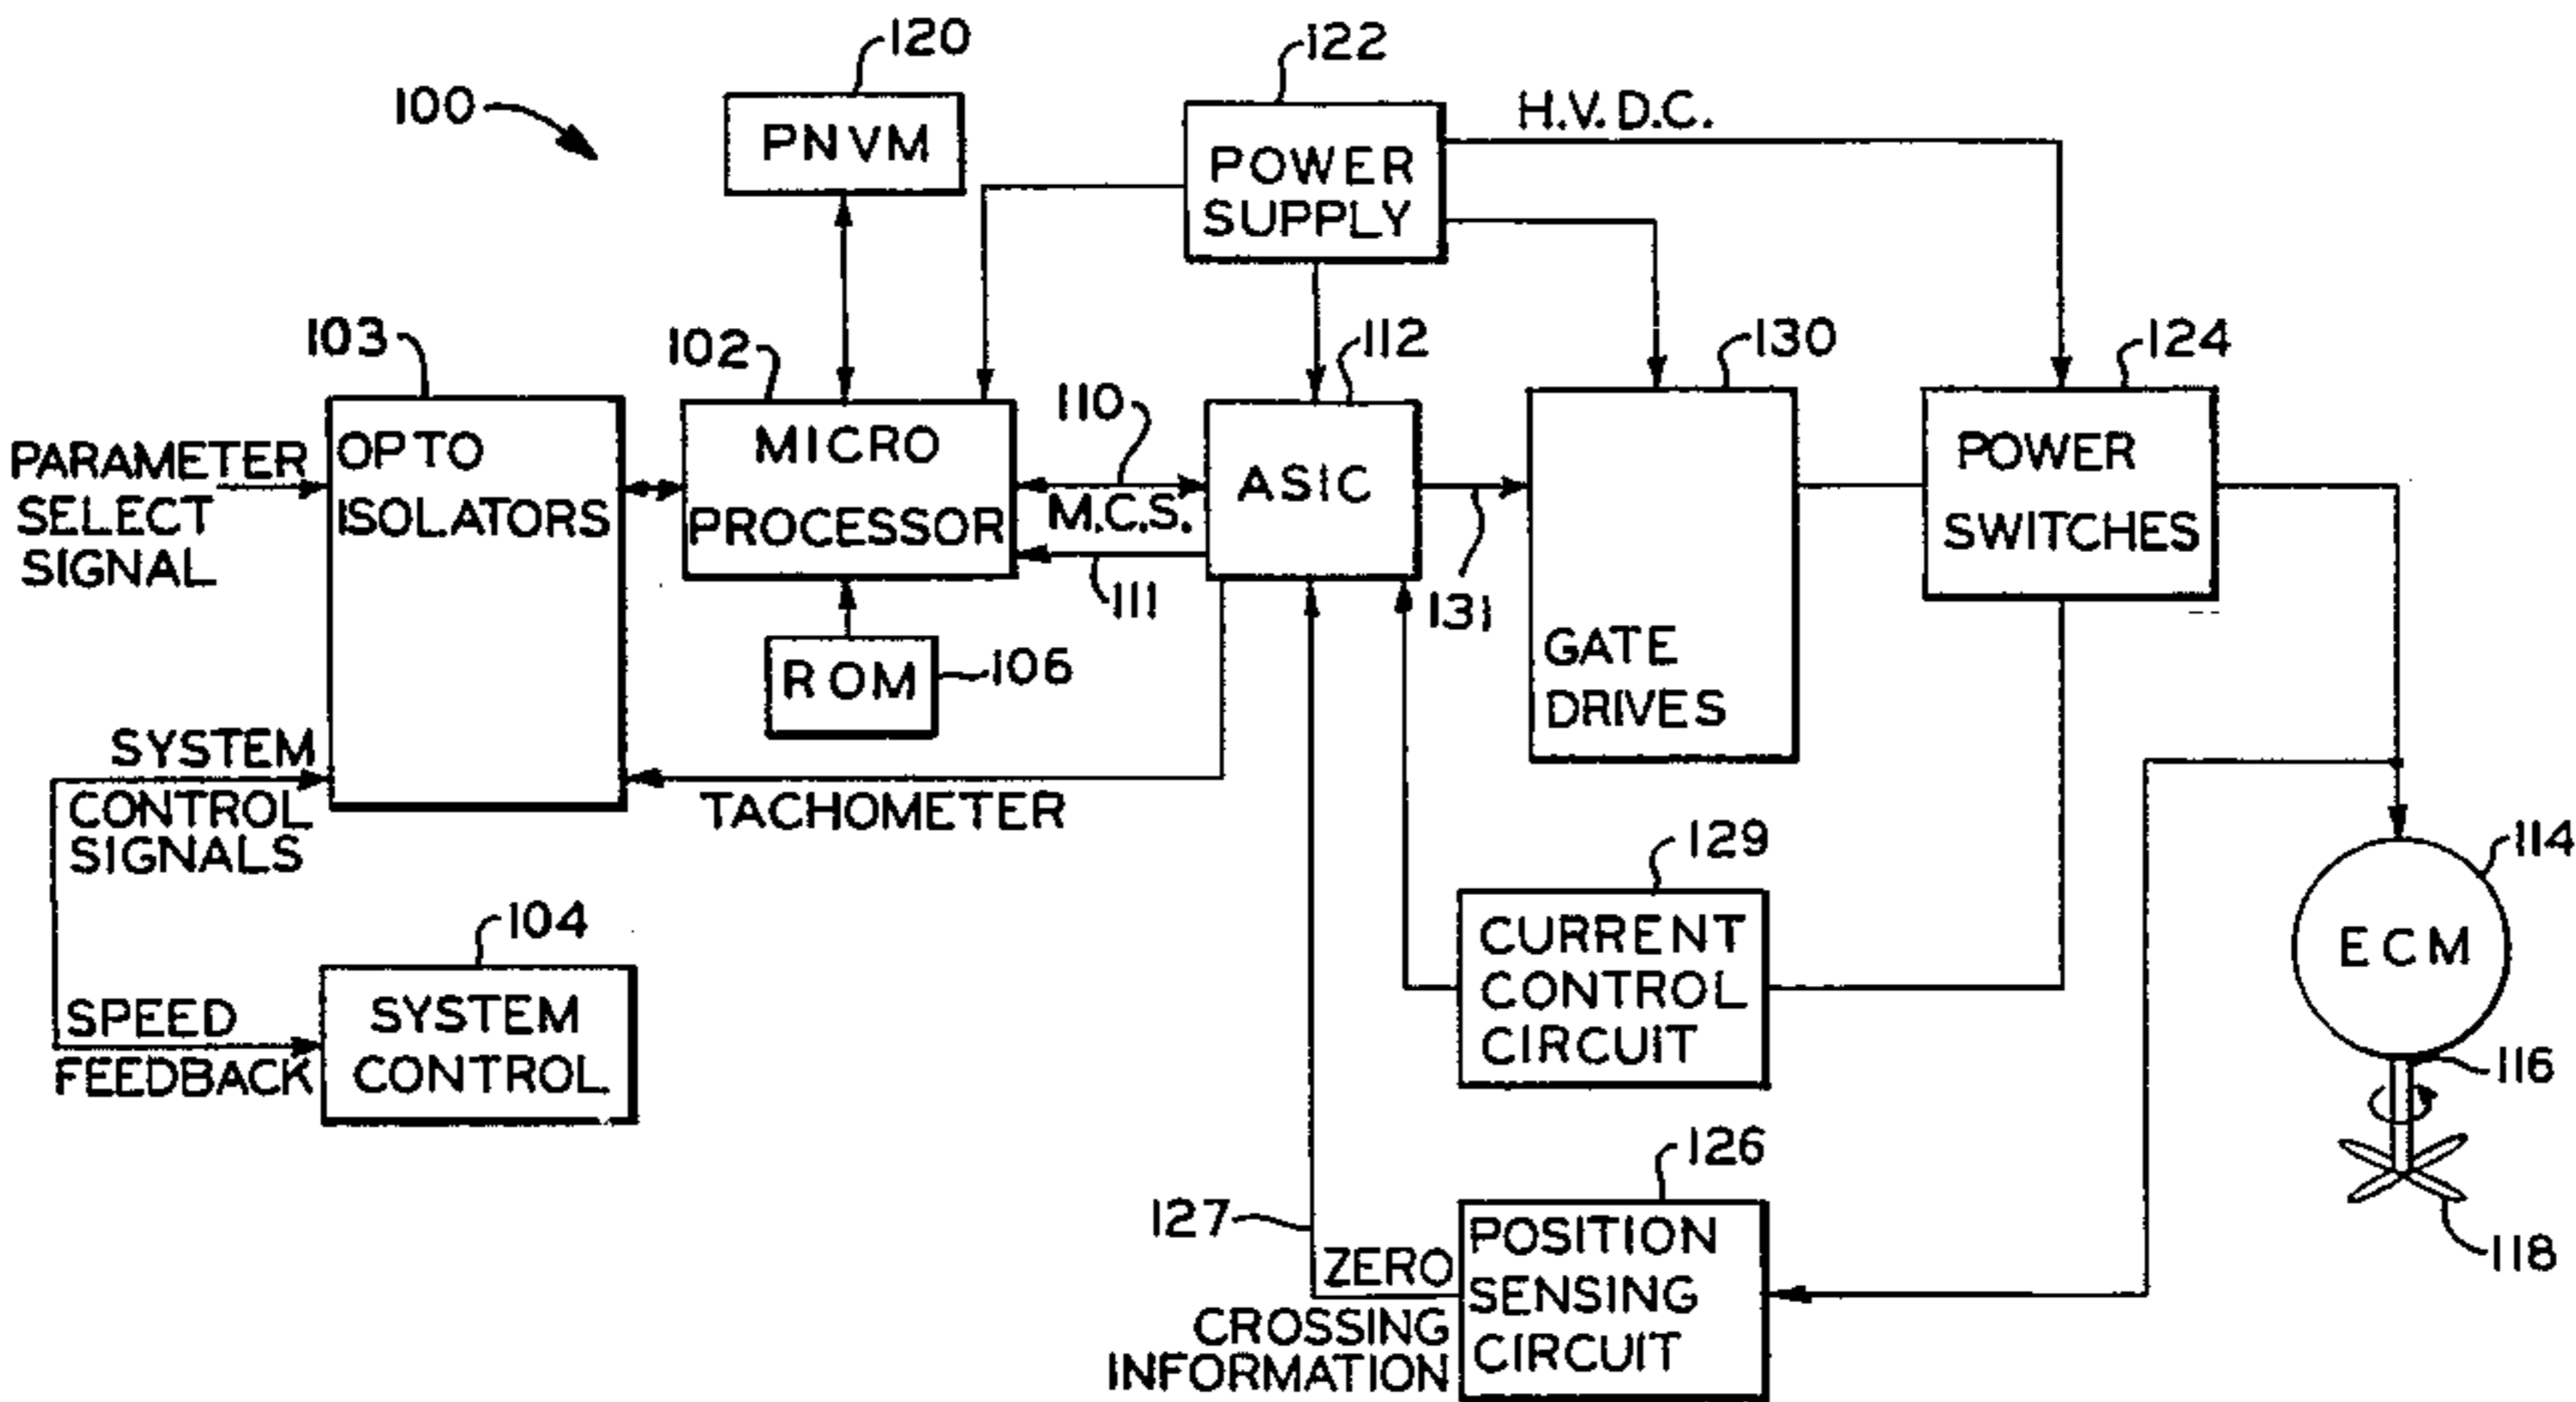 100
120
PNVM
122
POWER
SUPPLY
H.V.D.C.
103
OPTO
ISOLATORS
PARAMETER
SELECT
SIGNAL
102
MICRO
PROCESSOR
110
M.C.S.
111
112
ASIC
131
130
GATE
DRIVES
124
POWER
SWITCHES
ROM
106
SYSTEM
CONTROL
SIGNALS
TACHOMETER
104
SYSTEM
CONTROL
SPEED
FEEDBACK
129
CURRENT
CONTROL
CIRCUIT
114
ECM
116
118
126
POSITION
SENSING
CIRCUIT
127
ZERO
CROSSING
INFORMATION